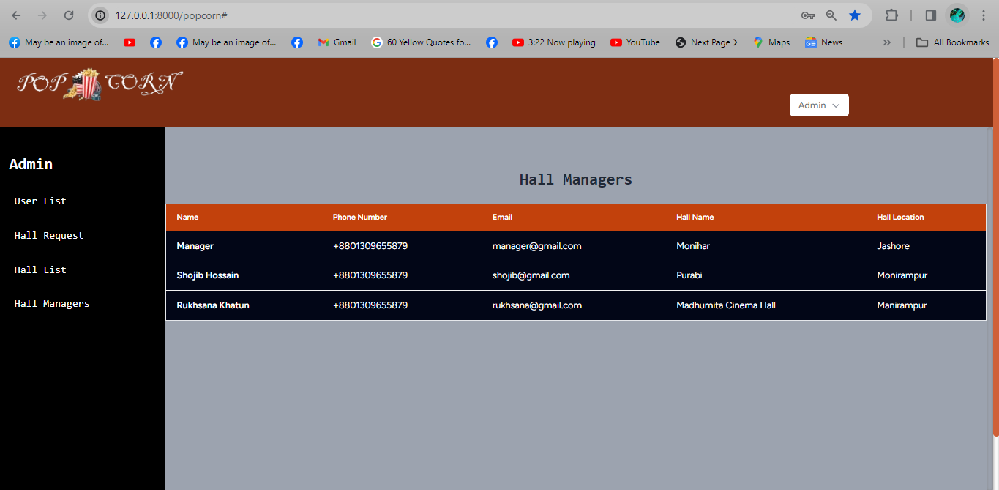 127.0.0.1:8000/popcorn#
May be an image of... May be an image of... Gmail 60 Yellow Quotes fo... 3:22 Now playing YouTube Next Page Maps News » All Bookmarks
POP CORN
Admin
Admin
User List
Hall Request
Hall List
Hall Managers
Hall Managers
Name Phone Number Email Hall Name Hall Location
Manager +8801309655879 manager@gmail.com Monihar Jashore
Shojib Hossain +8801309655879 shojib@gmail.com Purabi Monirampur
Rukhsana Khatun +8801309655879 rukhsana@gmail.com Madhumita Cinema Hall Manirampur